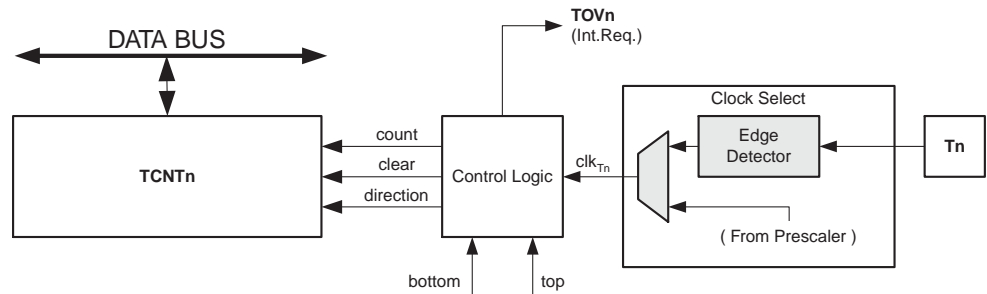 TOVn
(Int.Req.)
DATA BUS
Clock Select
count
Edge
Detector
Tn
TCNTn
clear
Control Logic
clkTn
direction
( From Prescaler )
bottom
top